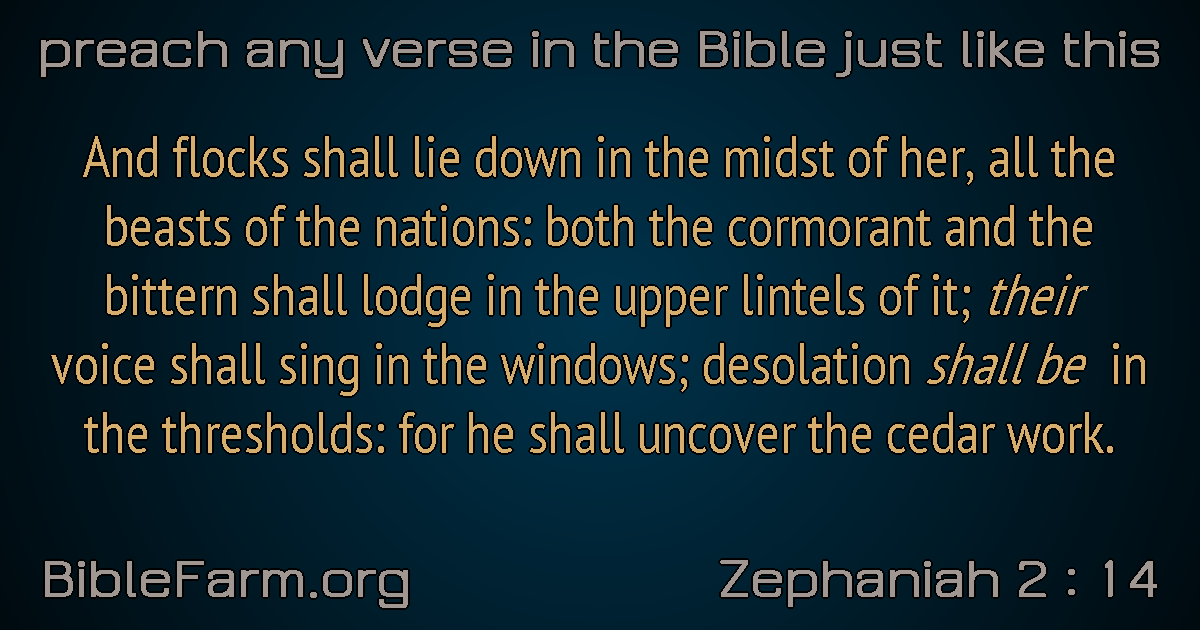 preach any verse in the Bible just like this
And flocks shall lie down in the midst of her, all the
beasts of the nations: both the cormorant and the
bittern shall lodge in the upper lintels of it; their
voice shall sing in the windows; desolation shall be in
the thresholds: for he shall uncover the cedar work.
BibleFarm.org
Zephaniah 2 : 14